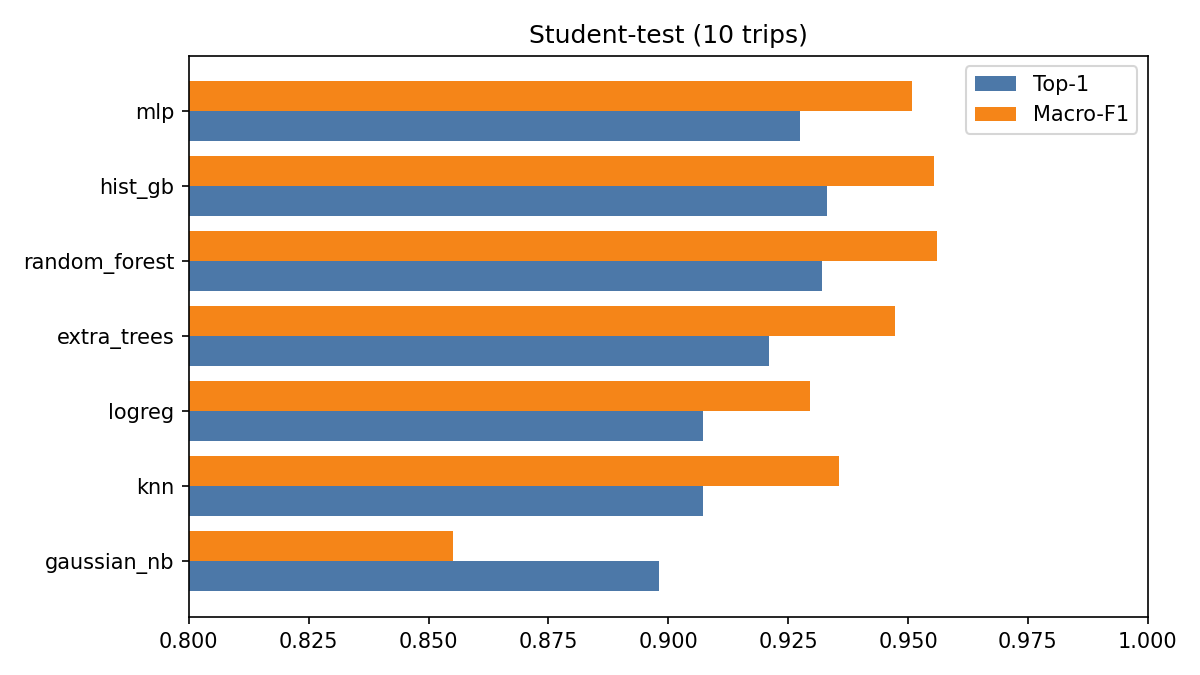 Student-test (10 trips)
Top-1
Macro-F1
mlp
hist_gb
random_forest
extra_trees
logreg
knn
gaussian_nb
0.800 0.825 0.850 0.875 0.900 0.925 0.950 0.975 1.000